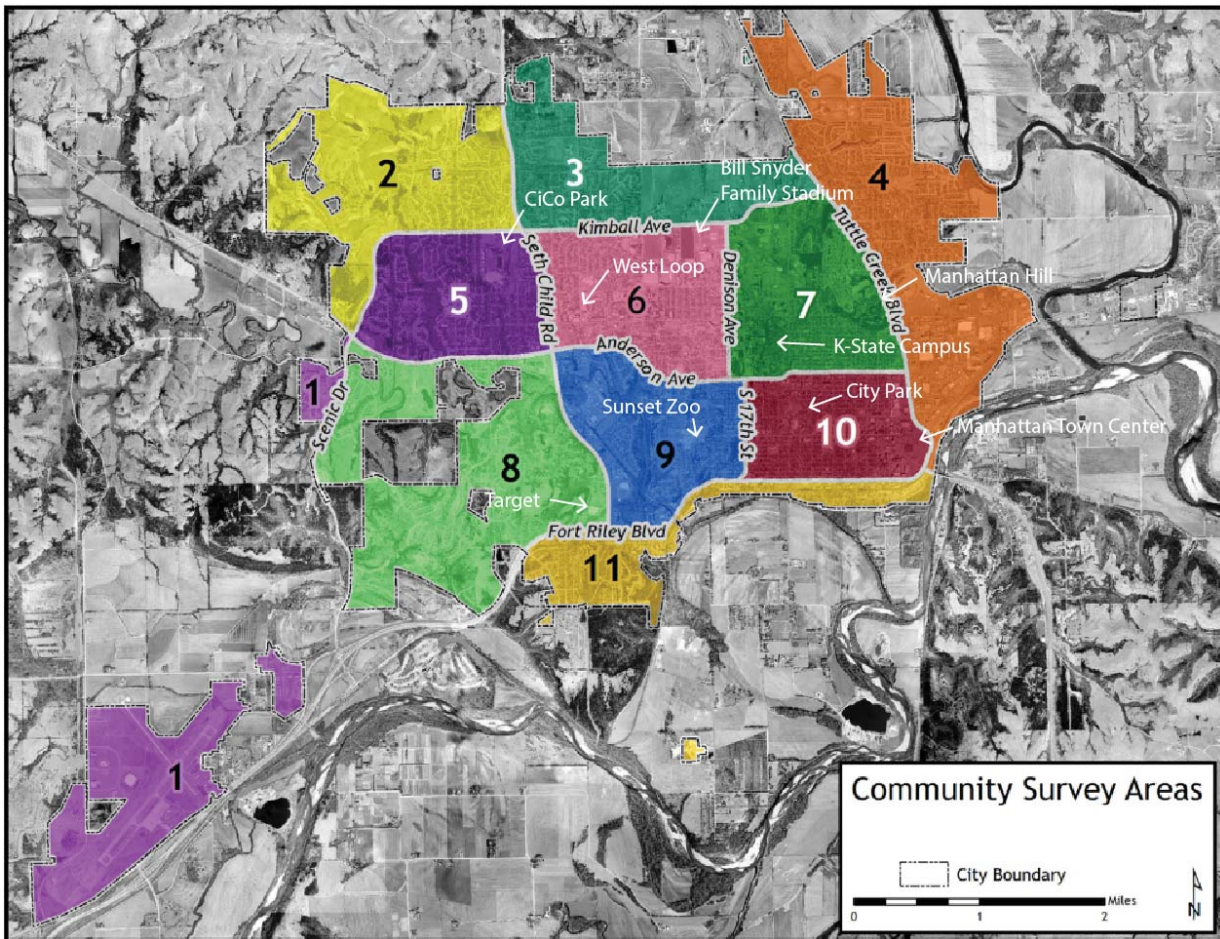 2
3
4
Bill Snyder
Family Stadium
CiCo Park
Kimball Ave
Tuttle Creek Blvd
Seth Child Rd
West Loop
Denison Ave
Manhattan Hill
5
6
7
K-State Campus
Anderson Ave
1
Scenic Dr
City Park
Sunset Zoo
S 17th St
Manhattan Town Center
10
9
8
Target
Fort Riley Blvd
11
1
Community Survey Areas
City Boundary
Miles
0
1
2
N